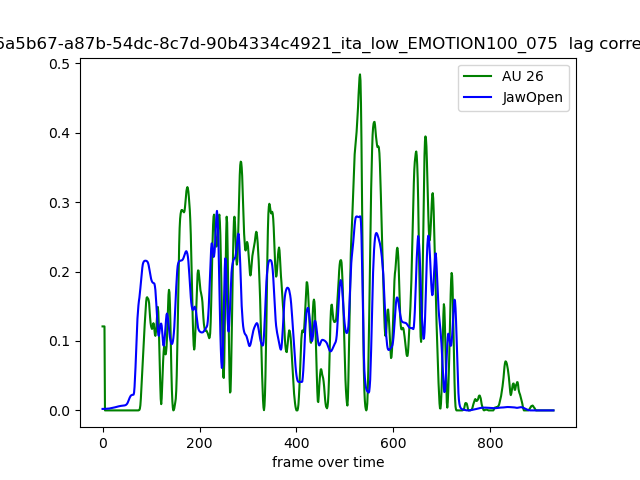 6a5b67-a87b-54dc-8c7d-90b4334c4921_ita_low_EMOTION100_075 lag corre
0.5
AU 26
JawOpen
0.4
0.3
0.2
0.1
0.0
0 200 400 600 800
frame over time